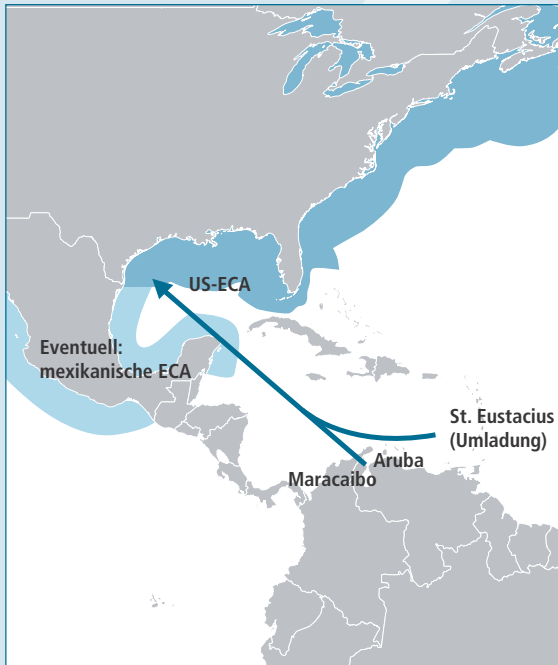 US-ECA
Eventuell:
mexikanische ECA
St. Eustacius
(Umladung)
Aruba
Maracaibo